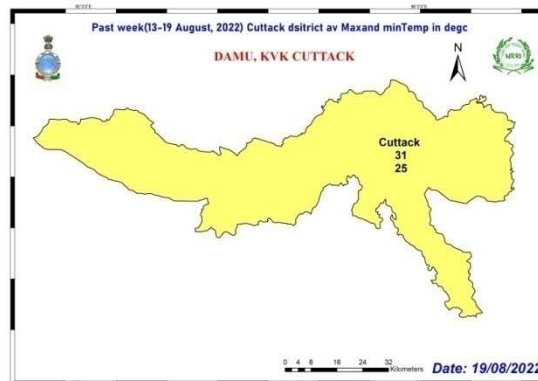 Past week(13-19 August, 2022) Cuttack dsitrict av Maxand minTemp in degc
DAMU, KVK CUTTACK
N
NRRI
Cuttack
31
25
0 4 8 16 24 32
Kilometers
Date: 19/08/2022